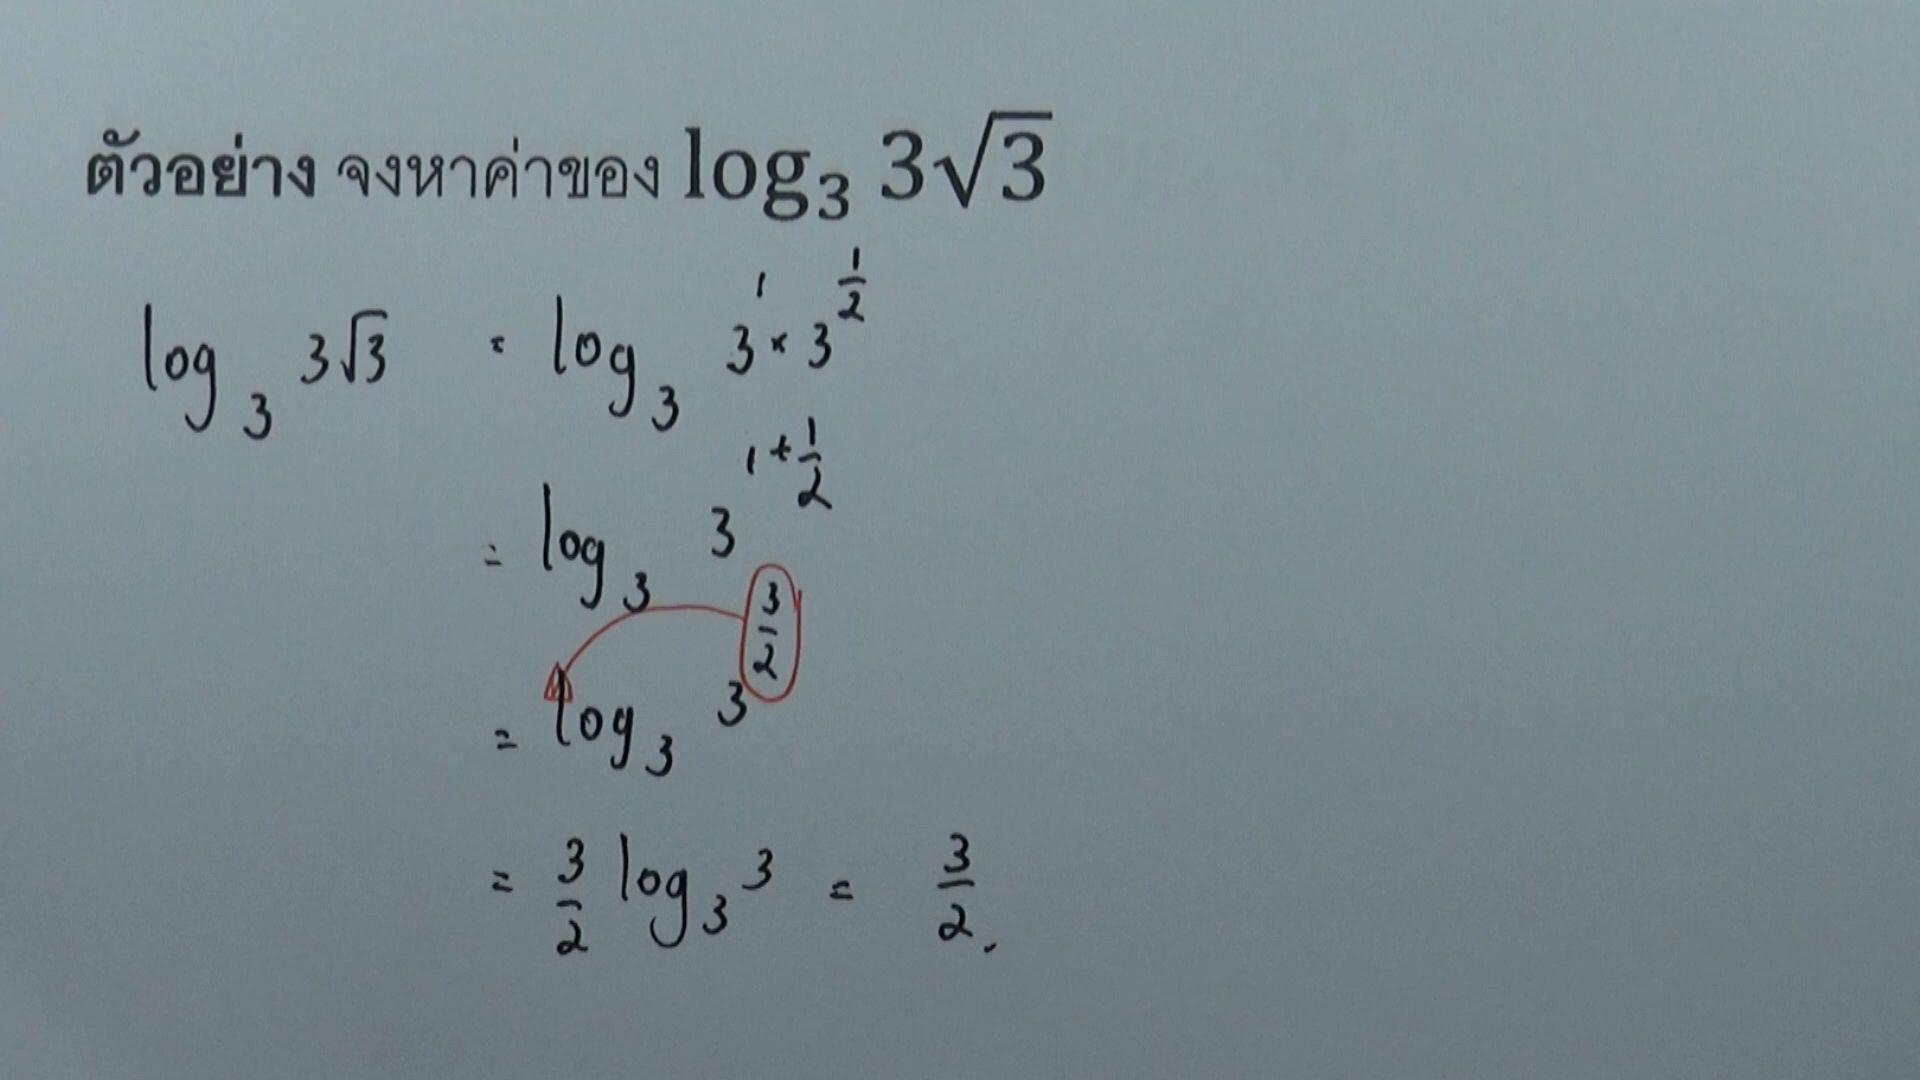 ตัวอย่าง จงหาค่าของ log₃ 3√3
log₃ 3√3 = log₃ 3¹ × 3^(1/2)
= log₃ 3^(1+1/2)
= log₃ 3^(3/2)
= 3/2 log₃ 3 = 3/2.